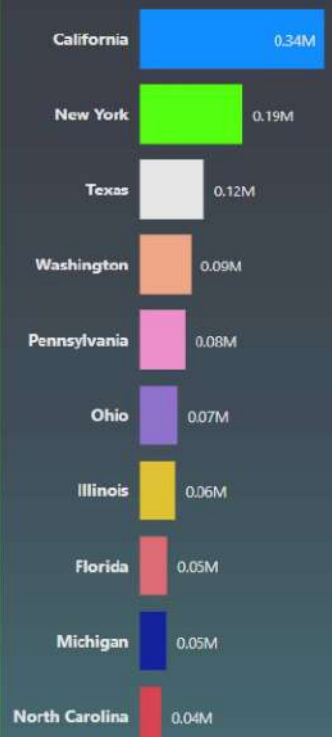 California 0.34M
New York 0.19M
Texas 0.12M
Washington 0.09M
Pennsylvania 0.08M
Ohio 0.07M
Illinois 0.06M
Florida 0.05M
Michigan 0.05M
North Carolina 0.04M